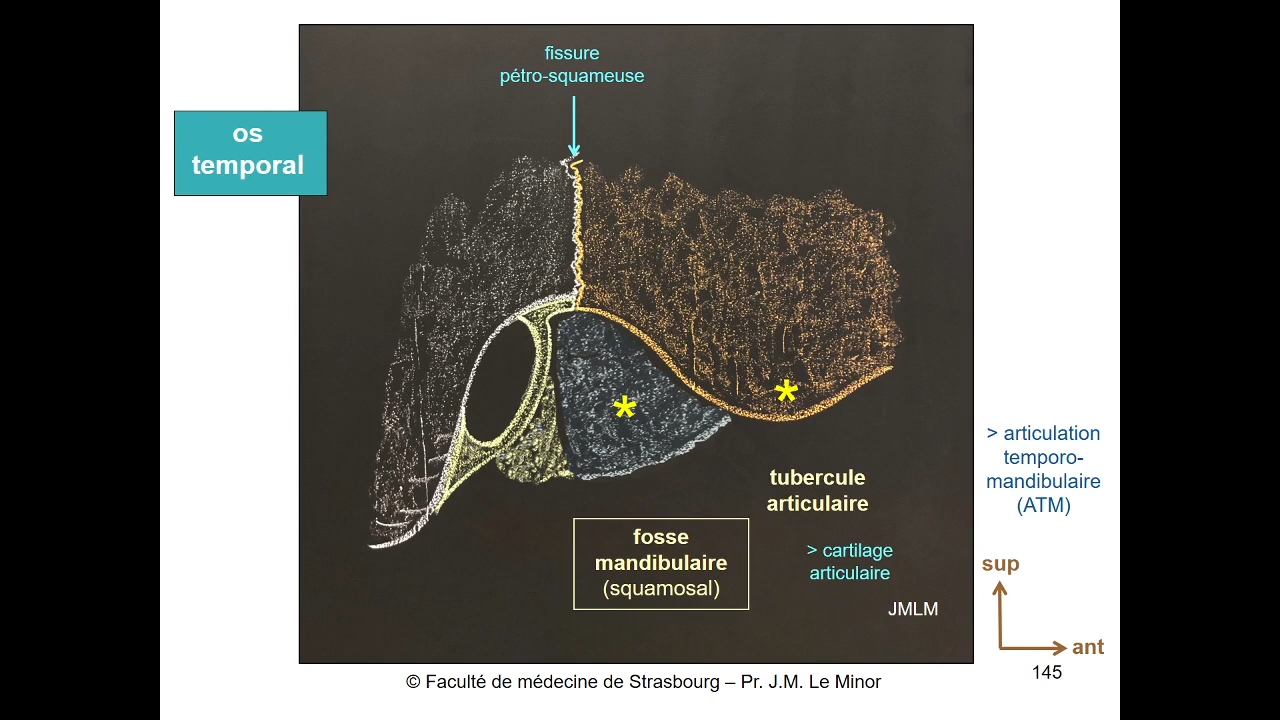 fissure
pétro-squameuse
os
temporal
*
*
> articulation
temporo-
mandibulaire
(ATM)
tubercule
articulaire
fosse
mandibulaire
(squamosal)
> cartilage
articulaire
sup
JMLM
ant
145
© Faculté de médecine de Strasbourg – Pr. J.M. Le Minor